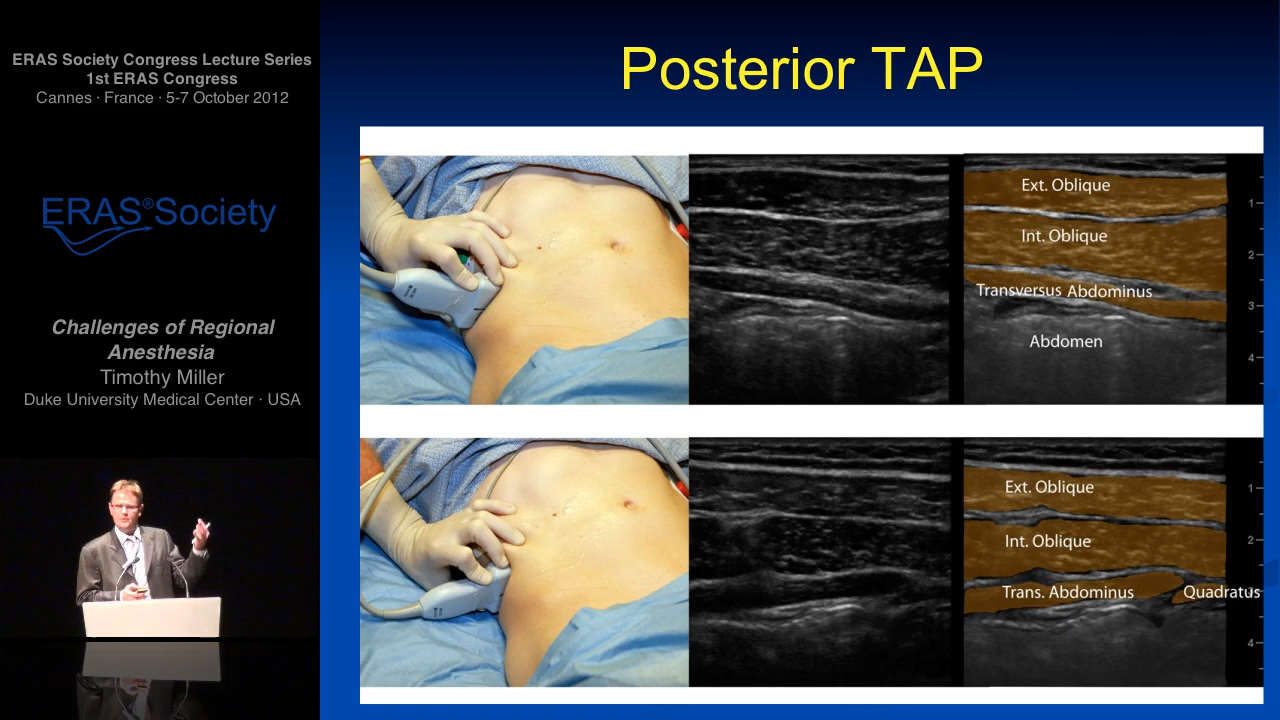 ERAS Society Congress Lecture Series
1st ERAS Congress
Cannes · France · 5-7 October 2012
ERAS®Society
Challenges of Regional
Anesthesia
Timothy Miller
Duke University Medical Center · USA
Posterior TAP
Ext. Oblique
Int. Oblique
Transversus Abdominus
Abdomen
1
2
3
4
Ext. Oblique
Int. Oblique
Trans. Abdominus
Quadratus
1
2
4